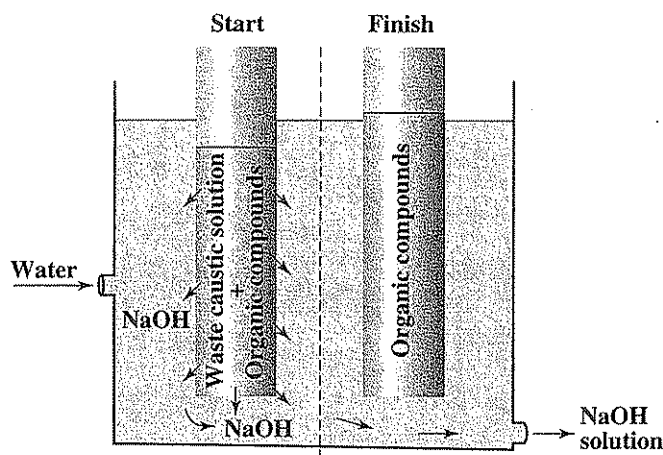 Start
Finish
Waste caustic solution
+
Organic compounds
Organic compounds
Water
NaOH
NaOH
NaOH
solution